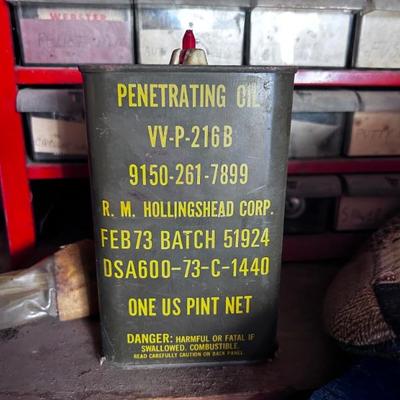 WEBSTER
PENETRATING OIL
VV-P-216B
9150-261-7899
R. M. HOLLINGSHEAD CORP.
FEB73 BATCH 51924
DSA600-73-C-1440
ONE US PINT NET
DANGER: HARMFUL OR FATAL IF
SWALLOWED. COMBUSTIBLE.
READ CAREFULLY CAUTION ON BACK PANEL